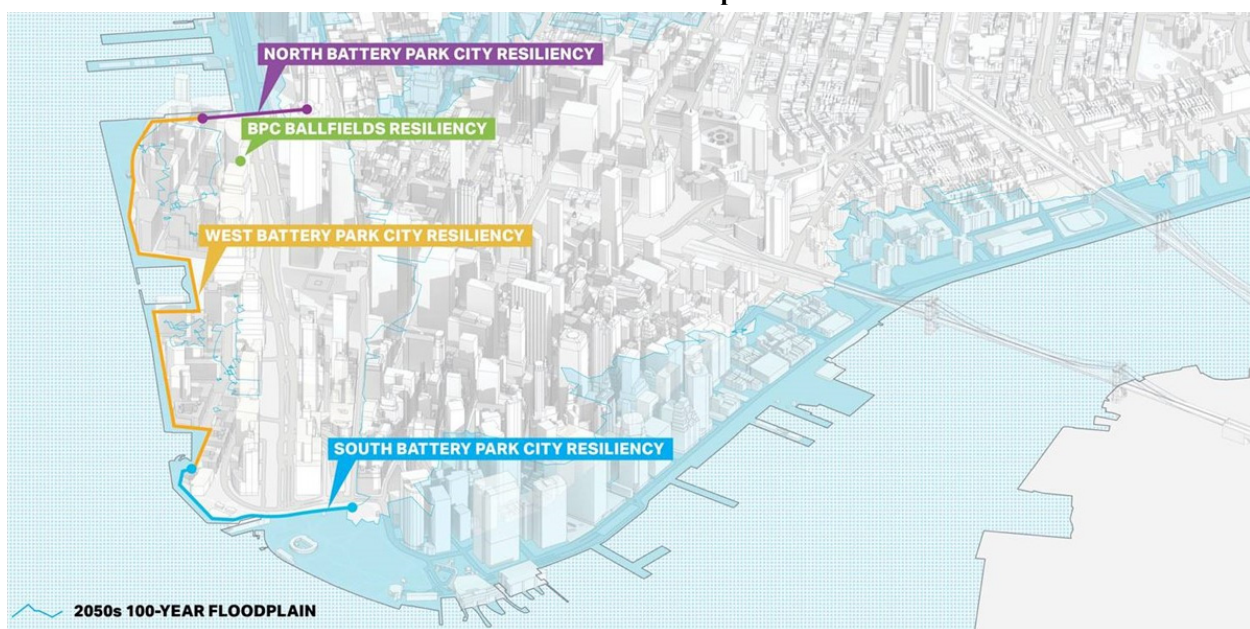 NORTH BATTERY PARK CITY RESILIENCY
BPC BALLFIELDS RESILIENCY
WEST BATTERY PARK CITY RESILIENCY
SOUTH BATTERY PARK CITY RESILIENCY
2050s 100-YEAR FLOODPLAIN